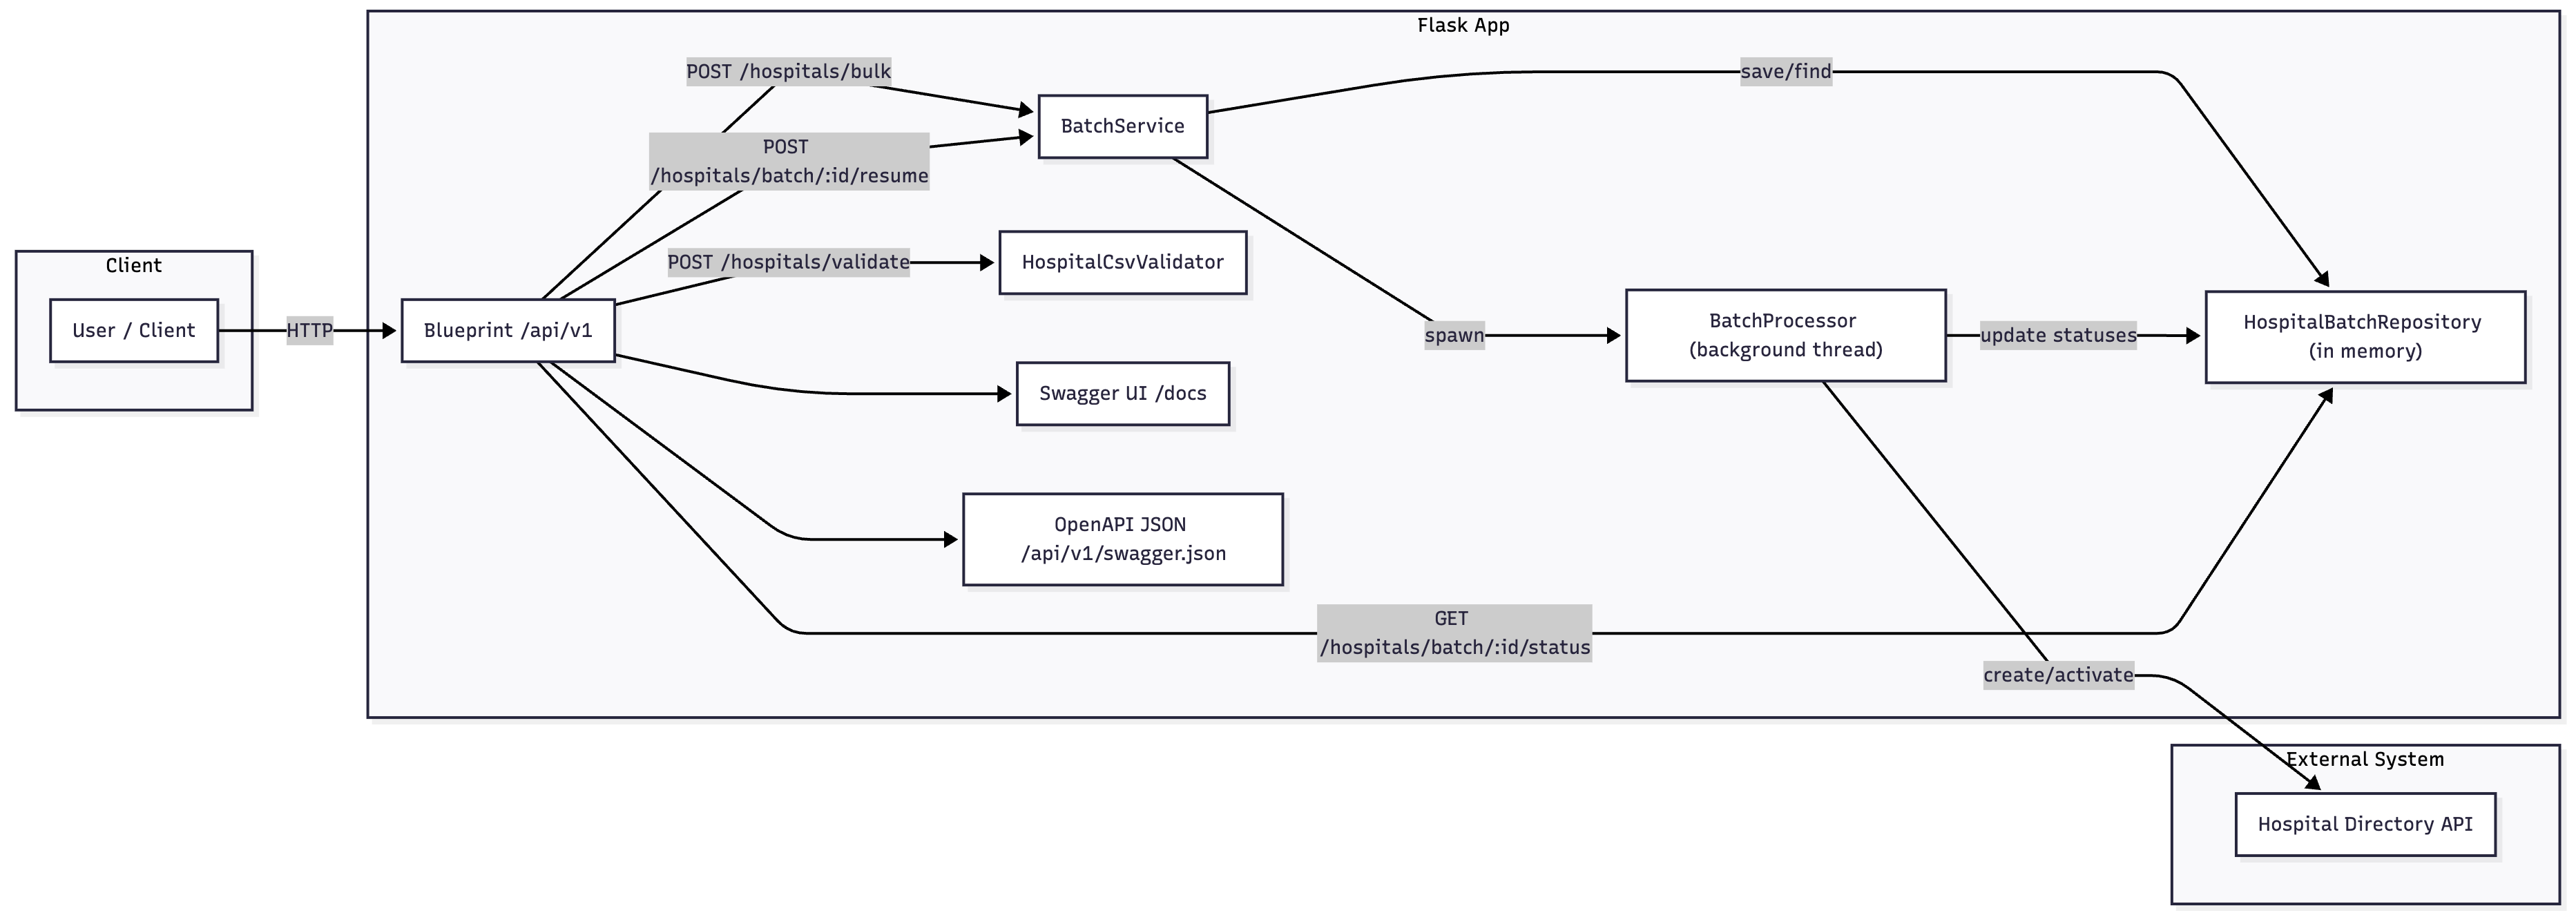 Flask App
POST /hospitals/bulk
save/find
BatchService
POST
/hospitals/batch/:id/resume
Client
POST /hospitals/validate
HospitalCsvValidator
User / Client
HTTP
Blueprint /api/v1
spawn
BatchProcessor
(background thread)
update statuses
HospitalBatchRepository
(in memory)
Swagger UI /docs
OpenAPI JSON
/api/v1/swagger.json
GET
/hospitals/batch/:id/status
create/activate
External System
Hospital Directory API